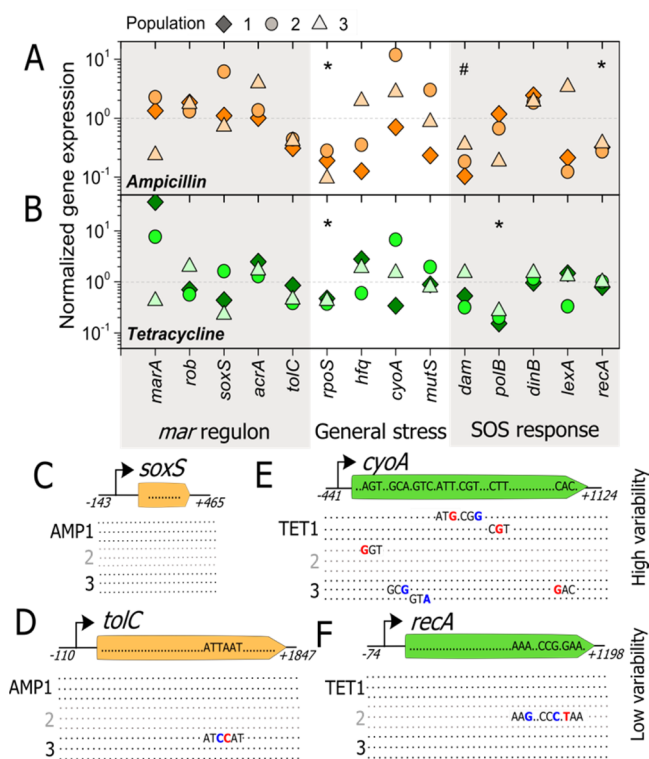 Population 1 2 3
A
10¹
*
#
*
10⁰
10⁻¹
Ampicillin
Normalized gene expression
B
10¹
*
*
10⁰
10⁻¹
Tetracycline
marA rob soxS acrA tolC rpoS hfq cyoA mutS dam polB dinB lexA recA
mar regulon General stress SOS response
C
soxS
-143 +465
AMP1
2
3
E
cyoA
..AGT..GCA.GTC.ATT.CGT...CTT..............CAC.
-441 +1124
ATG.CGG
TET1
CGT
GGT
2
GCG GAC
3
GTA
High variability
D
tolC
ATTAAT
-110 +1847
AMP1
2
ATCCAT
3
F
recA
AAA..CCG.GAA.
-74 +1198
TET1
AAG..CCC.TAA
2
3
Low variability